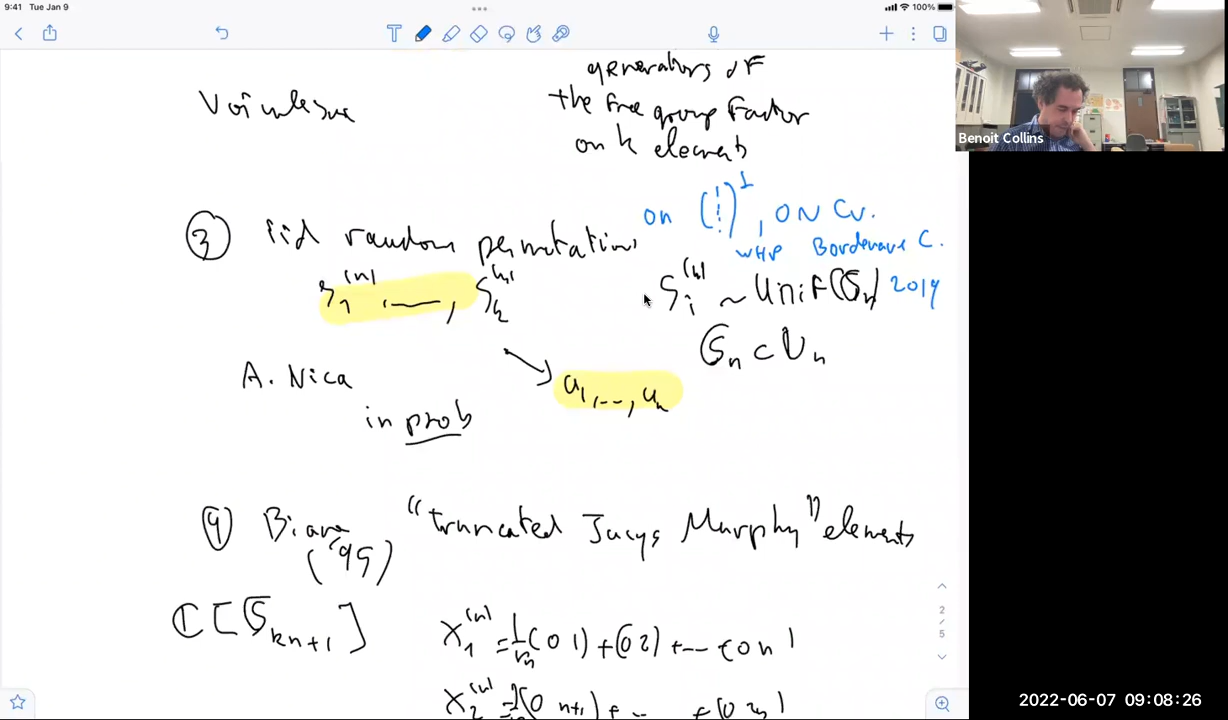 9:41 Tue Jan 9
100%
generators of
the free group factor
on k elements
Voiculescu
Benoit Collins
③ iid random permutations
on (⋮)^⊥, ON CV.
WHP Bordenave C.
2019
S_1^(n), —, S_k^(n)
S_i^(n) ~ Unif(S_n)
S_n ⊂ U_n
A. Nica
in prob
u_1, --, u_n
④ Biane "truncated Jucys Murphy" elements
('95)
ℂ[S_kn+1]
X_1^(n) = 1/√n (0 1) + (0 2) + -- (0 n)
2
/
5
2022-06-07 09:08:26